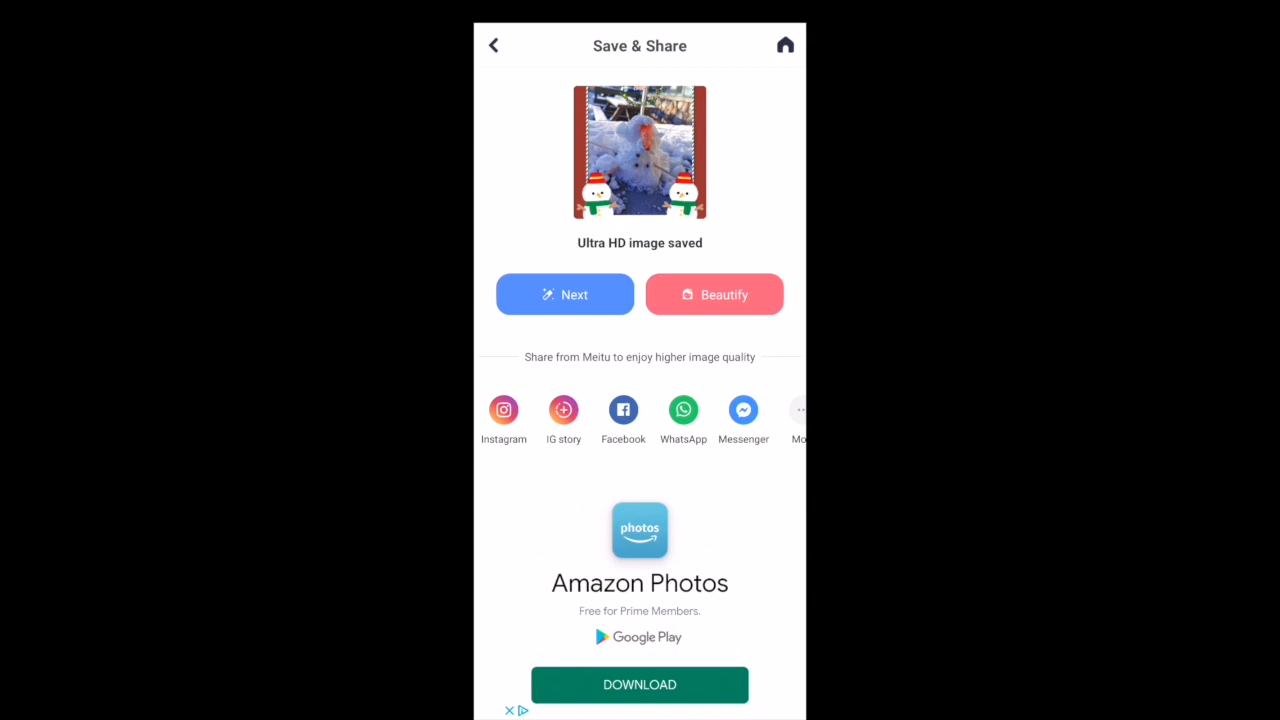 Save & Share
Ultra HD image saved
Next
Beautify
Share from Meitu to enjoy higher image quality
Instagram
IG story
Facebook
WhatsApp
Messenger
Mo
photos
Amazon Photos
Free for Prime Members.
Google Play
DOWNLOAD